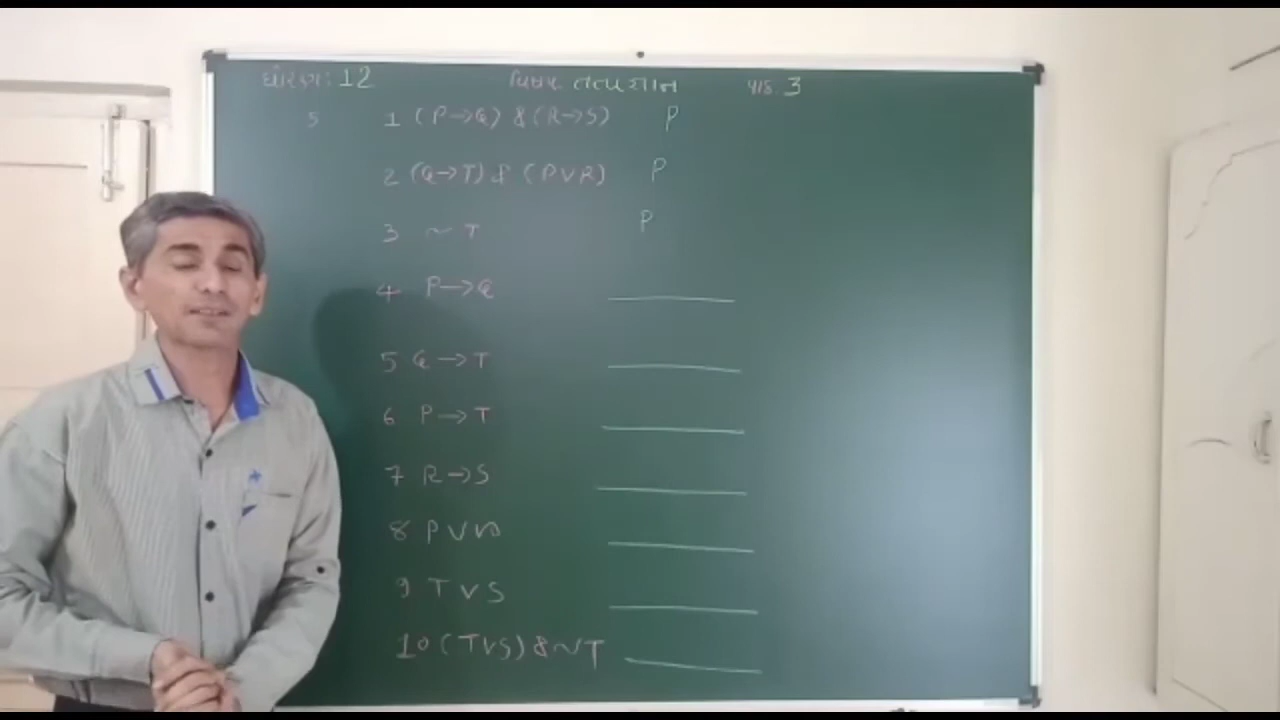 ધોરણ: 12 વિષય તત્વજ્ઞાન પાઠ 3
5 1 (P→Q) & (R→S) P
2 (Q→T) & (PVR) P
3 ~T P
4 P→Q
5 Q→T
6 P→T
7 R→S
8 PVR
9 TVS
10 (TVS) & ~T